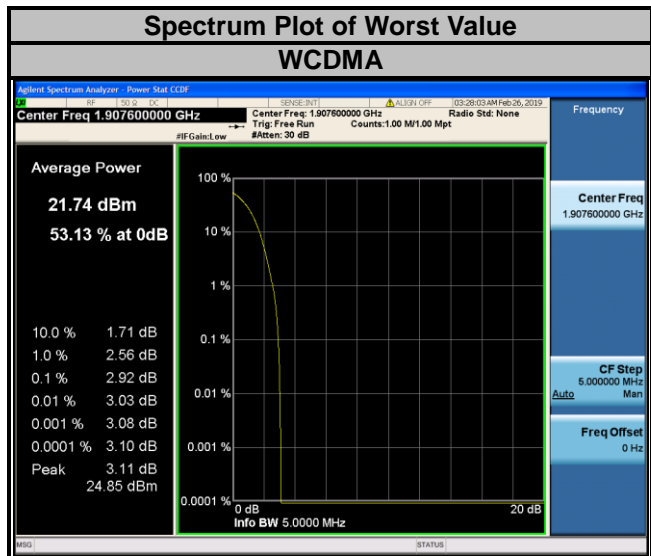 Spectrum Plot of Worst Value
WCDMA
Agilent Spectrum Analyzer - Power Stat CCDF
RF 50 Ω DC SENSE:INT ALIGN OFF 03:28:03 AM Feb 26, 2019
Center Freq 1.907600000 GHz
Center Freq: 1.907600000 GHz Radio Std: None
Trig: Free Run Counts:1.00 M/1.00 Mpt
#IFGain:Low #Atten: 30 dB
Frequency
Average Power
21.74 dBm
53.13 % at 0dB
10.0 % 1.71 dB
1.0 % 2.56 dB
0.1 % 2.92 dB
0.01 % 3.03 dB
0.001 % 3.08 dB
0.0001 % 3.10 dB
Peak 3.11 dB
24.85 dBm
100 %
10 %
1 %
0.1 %
0.01 %
0.001 %
0.0001 %
0 dB 20 dB
Info BW 5.0000 MHz
Center Freq
1.907600000 GHz
CF Step
5.000000 MHz
Auto Man
Freq Offset
0 Hz
MSG STATUS